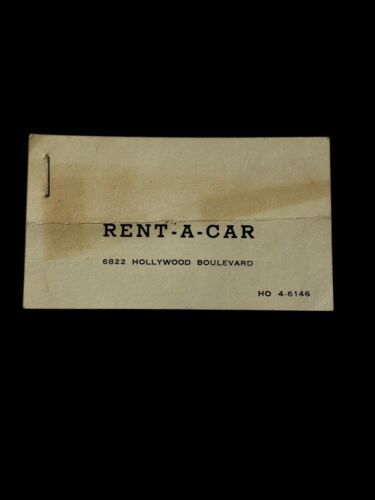 RENT-A-CAR
6822 HOLLYWOOD BOULEVARD
HO 4-6146